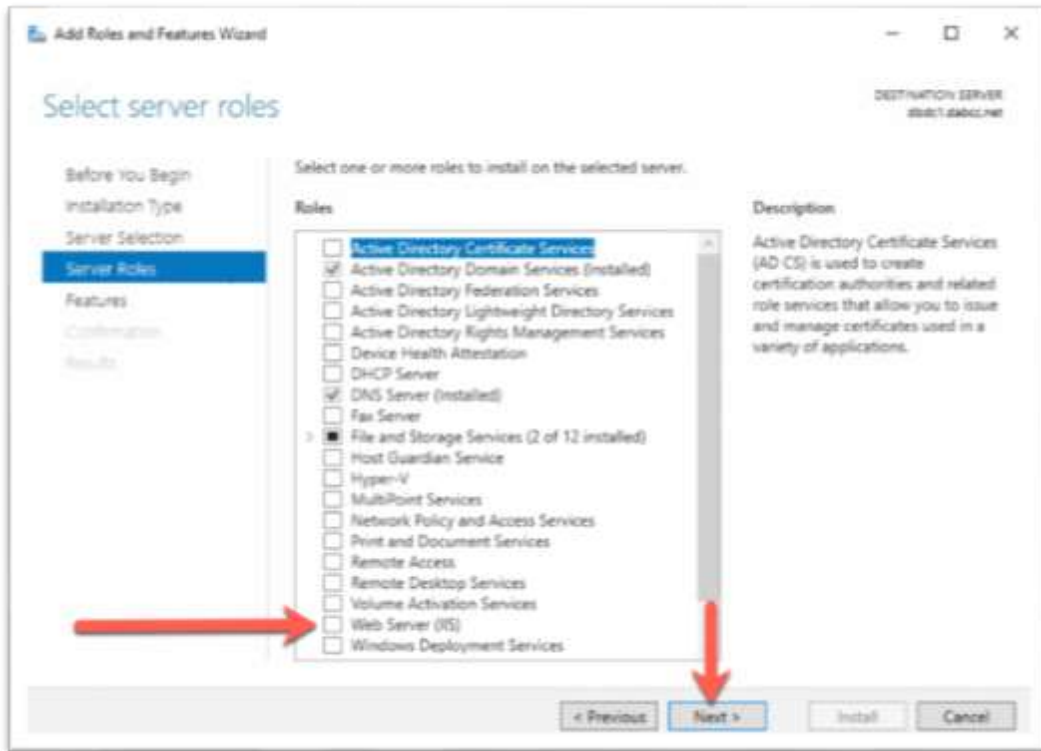 Add Roles and Features Wizard
Select server roles
DESTINATION SERVER
dbdc1.dabcc.net
Before You Begin
Installation Type
Server Selection
Server Roles
Features
Confirmation
Results
Select one or more roles to install on the selected server.
Roles
Active Directory Certificate Services
Active Directory Domain Services (Installed)
Active Directory Federation Services
Active Directory Lightweight Directory Services
Active Directory Rights Management Services
Device Health Attestation
DHCP Server
DNS Server (Installed)
Fax Server
File and Storage Services (2 of 12 installed)
Host Guardian Service
Hyper-V
MultiPoint Services
Network Policy and Access Services
Print and Document Services
Remote Access
Remote Desktop Services
Volume Activation Services
Web Server (IIS)
Windows Deployment Services
Description
Active Directory Certificate Services
(AD CS) is used to create
certification authorities and related
role services that allow you to issue
and manage certificates used in a
variety of applications.
< Previous
Next >
Install
Cancel